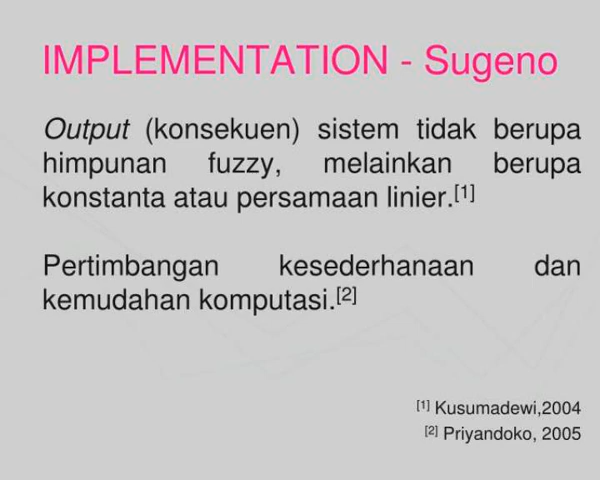 IMPLEMENTATION - Sugeno
Output (konsekuen) sistem tidak berupa
himpunan fuzzy, melainkan berupa
konstanta atau persamaan linier.[1]
Pertimbangan kesederhanaan dan
kemudahan komputasi.[2]
[1] Kusumadewi,2004
[2] Priyandoko, 2005